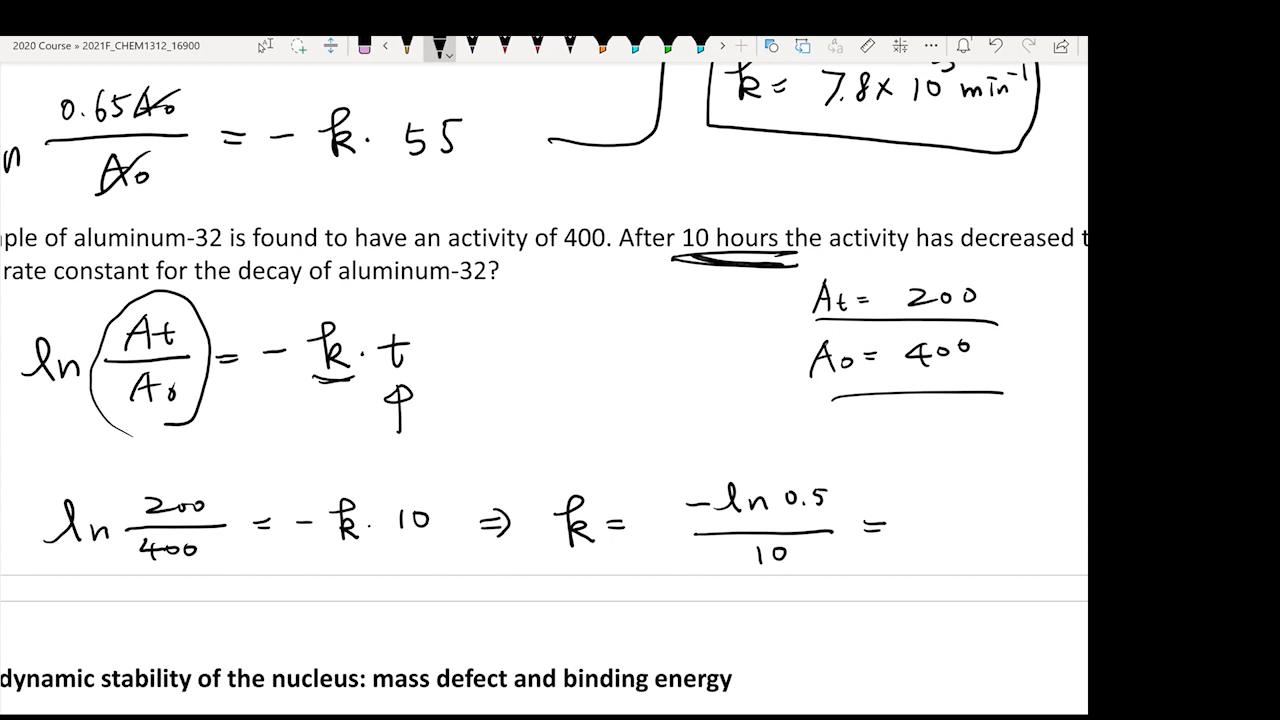 2020 Course » 2021F_CHEM1312_16900
k = 7.8 x 10⁻³ min⁻¹
n 0.65A₀ / A₀ = - k · 55
ple of aluminum-32 is found to have an activity of 400. After 10 hours the activity has decreased t
rate constant for the decay of aluminum-32?
At = 200
A₀ = 400
ln At / A₀ = - k · t
ln 200 / 400 = - k · 10 ⇒ k = - ln 0.5 / 10 =
dynamic stability of the nucleus: mass defect and binding energy